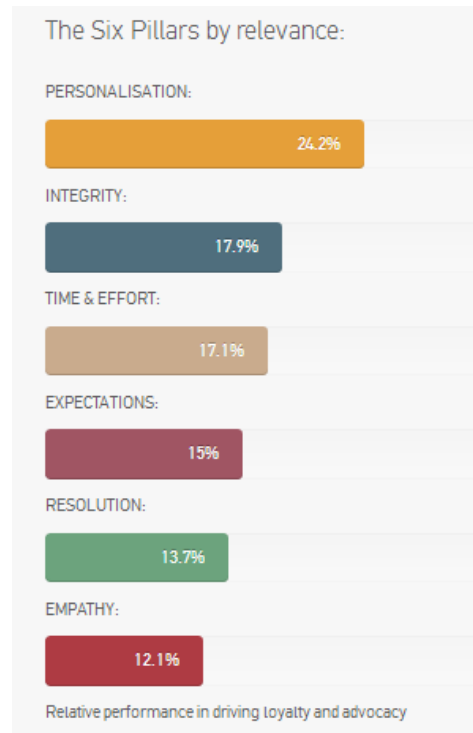 The Six Pillars by relevance:
PERSONALISATION:
24.2%
INTEGRITY:
17.9%
TIME & EFFORT:
17.1%
EXPECTATIONS:
15%
RESOLUTION:
13.7%
EMPATHY:
12.1%
Relative performance in driving loyalty and advocacy